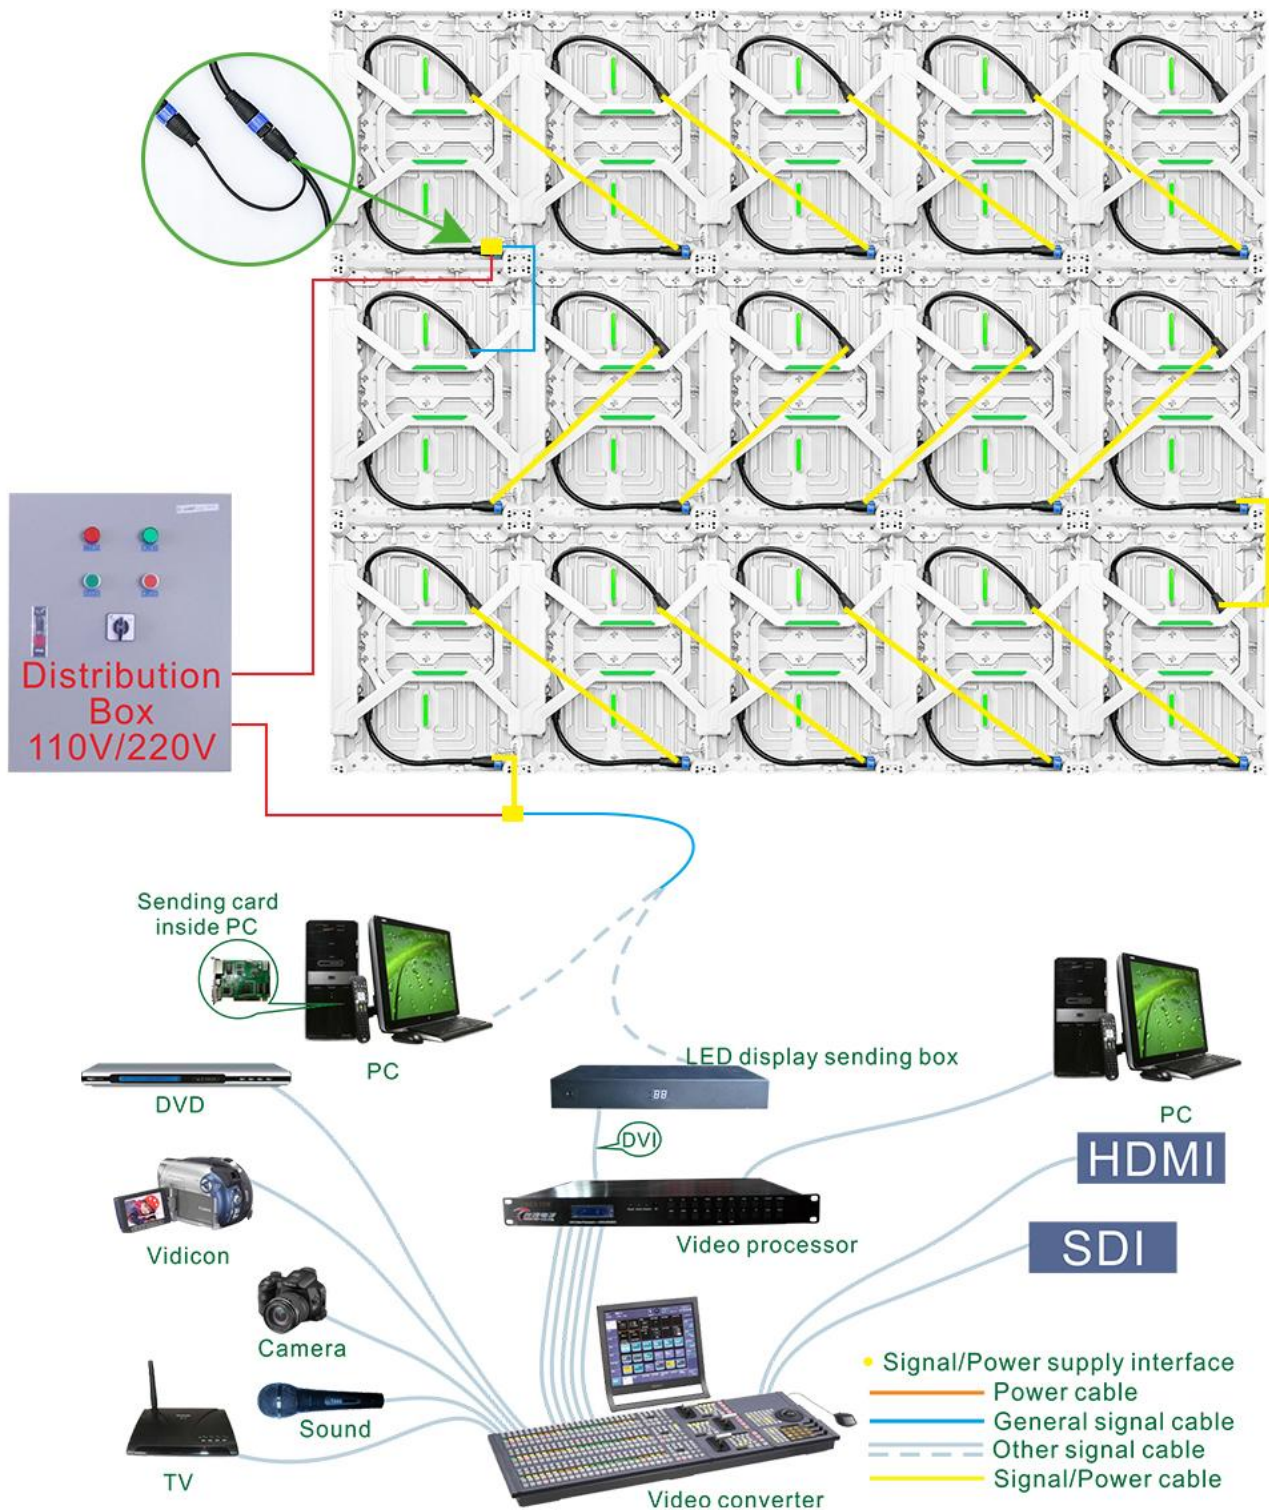 Distribution
Box
110V/220V
Sending card
inside PC
PC
LED display sending box
DVD
DVI
PC
HDMI
Vidicon
Video processor
SDI
Camera
Signal/Power supply interface
Power cable
Sound
General signal cable
Other signal cable
TV
Signal/Power cable
Video converter